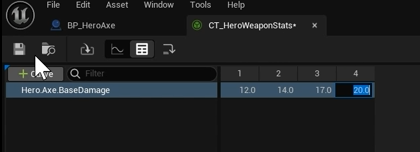 File Edit Asset Window Tools Help
BP_HeroAxe CT_HeroWeaponStats*
Filter 1 2 3 4
Hero.Axe.BaseDamage 12.0 14.0 17.0 20.0